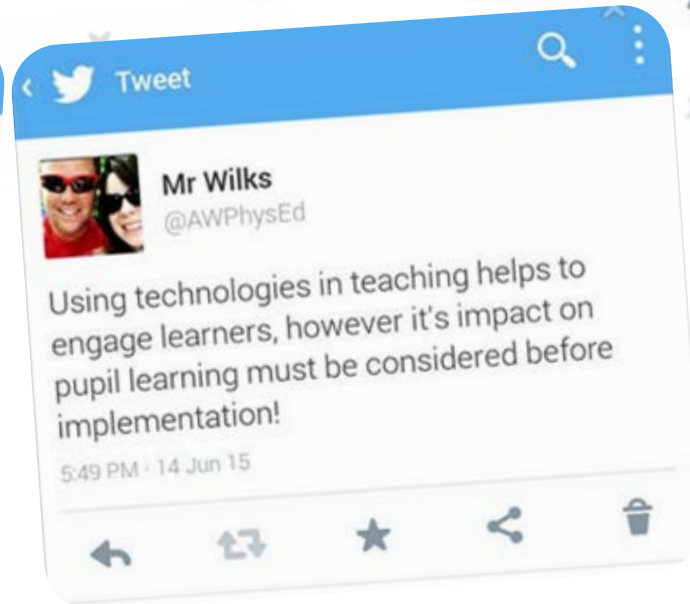 Tweet
Mr Wilks
@AWPhysEd
Using technologies in teaching helps to
engage learners, however it's impact on
pupil learning must be considered before
implementation!
5:49 PM · 14 Jun 15